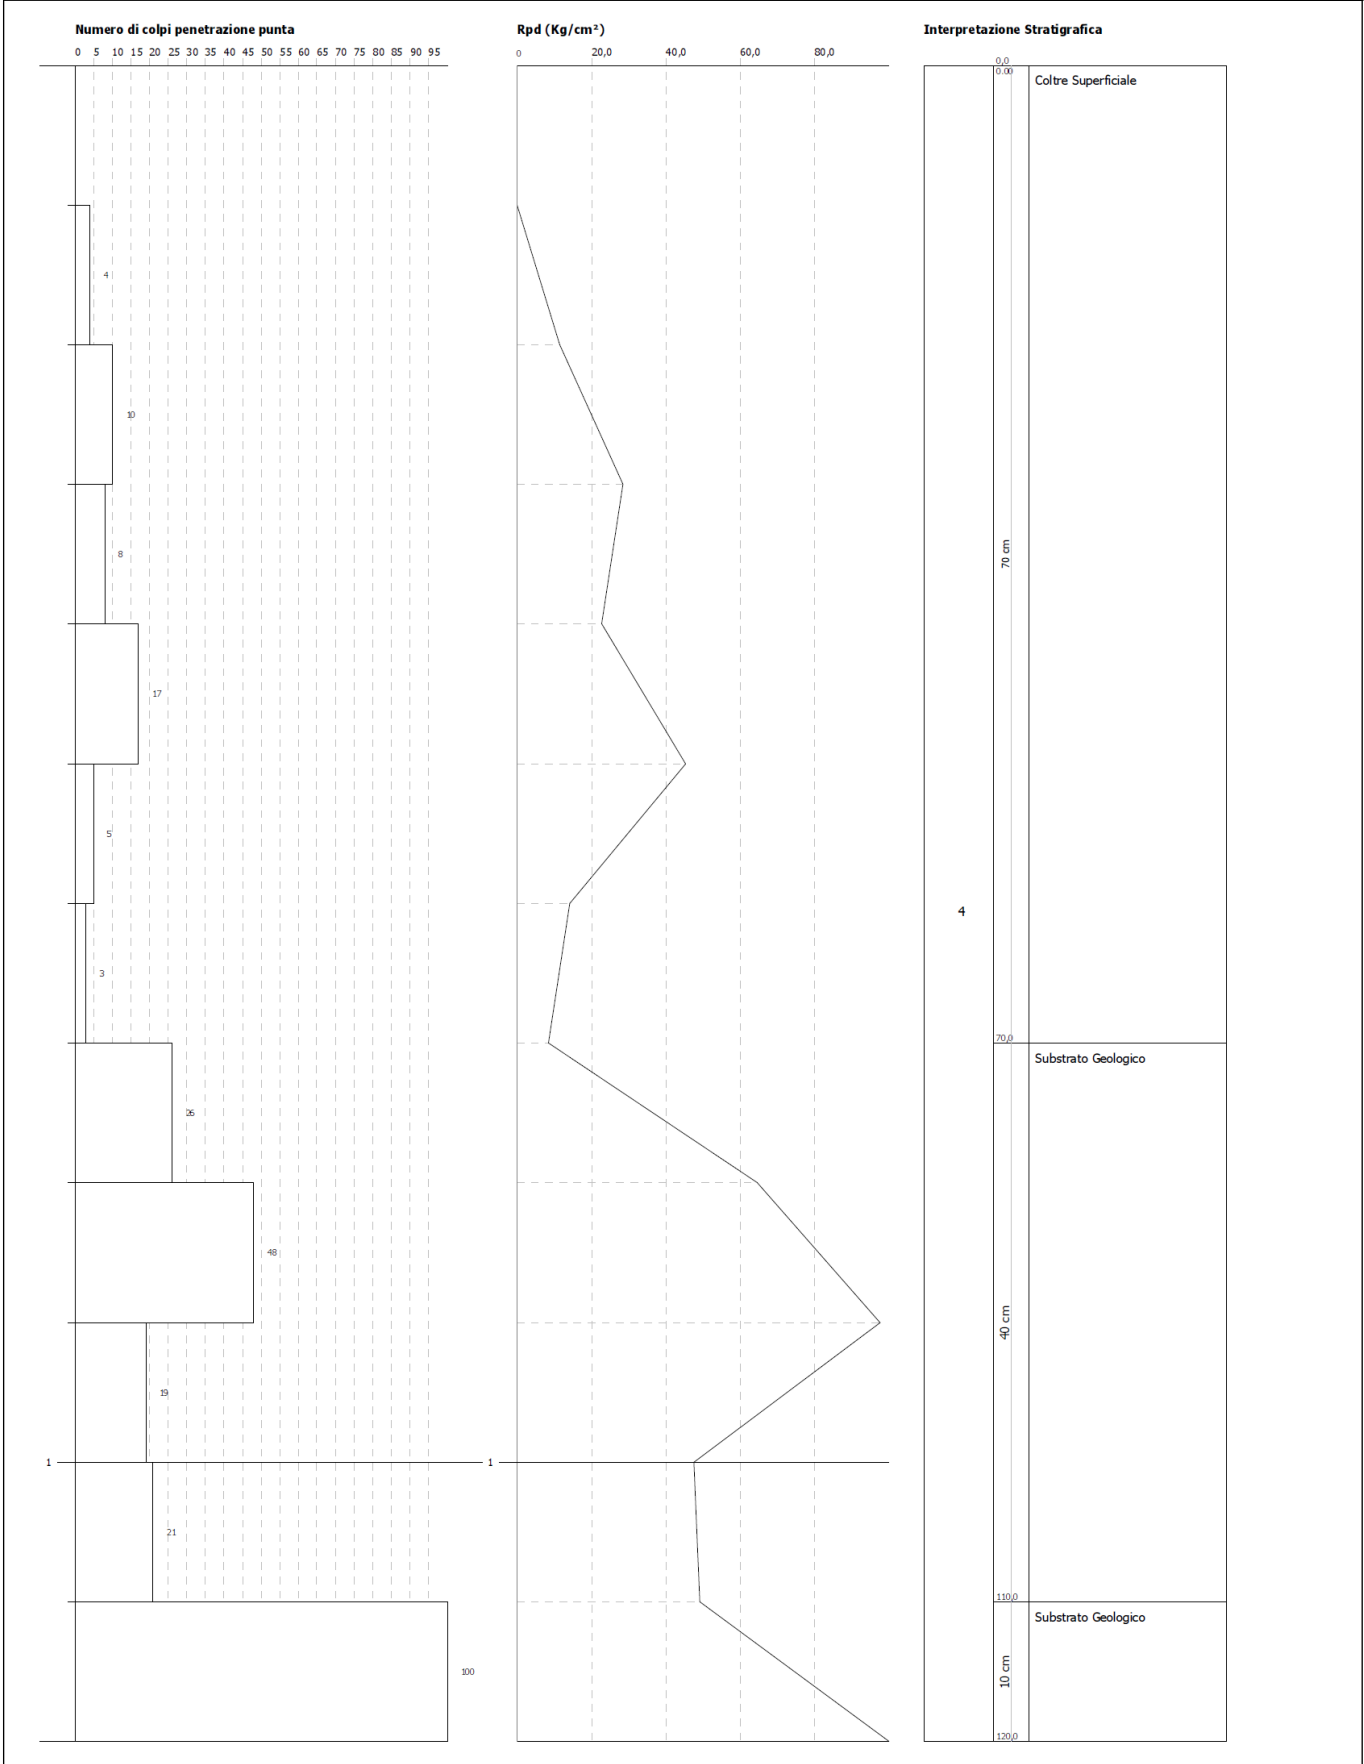 Numero di colpi penetrazione punta
0 5 10 15 20 25 30 35 40 45 50 55 60 65 70 75 80 85 90 95
4
10
8
17
5
3
26
48
19
1
21
100
Rpd (Kg/cm²)
0 20,0 40,0 60,0 80,0
1
Interpretazione Stratigrafica
0,0
0.00
Coltre Superficiale
70 cm
4
70,0
Substrato Geologico
40 cm
110,0
Substrato Geologico
10 cm
120,0